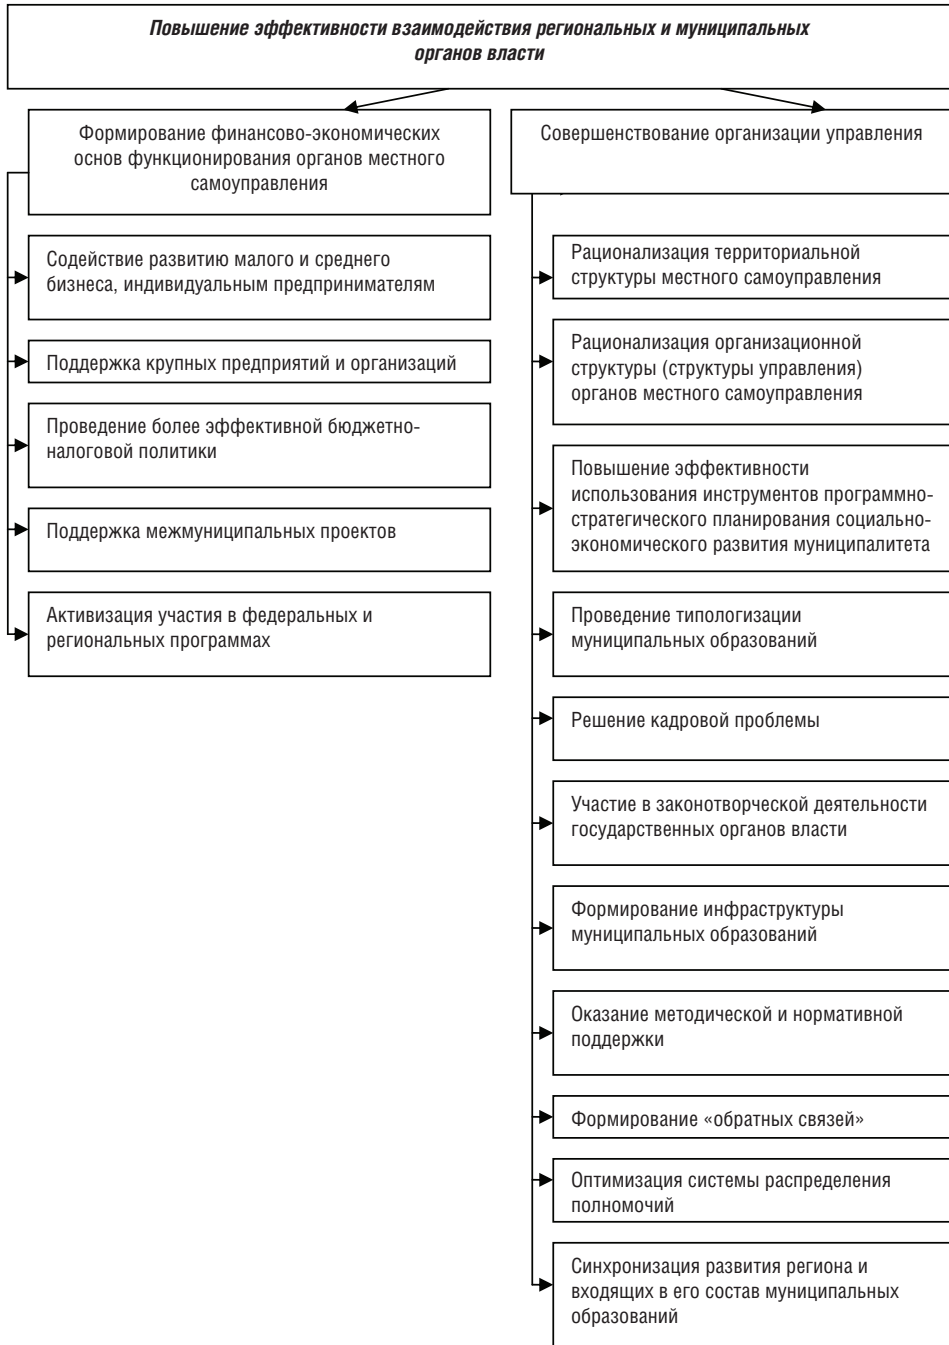 Повышение эффективности взаимодействия региональных и муниципальных
органов власти
Формирование финансово-экономических
основ функционирования органов местного
самоуправления
Содействие развитию малого и среднего
бизнеса, индивидуальным предпринимателям
Поддержка крупных предприятий и организаций
Проведение более эффективной бюджетно-
налоговой политики
Поддержка межмуниципальных проектов
Активизация участия в федеральных и
региональных программах
Совершенствование организации управления
Рационализация территориальной
структуры местного самоуправления
Рационализация организационной
структуры (структуры управления)
органов местного самоуправления
Повышение эффективности
использования инструментов программно-
стратегического планирования социально-
экономического развития муниципалитета
Проведение типологизации
муниципальных образований
Решение кадровой проблемы
Участие в законотворческой деятельности
государственных органов власти
Формирование инфраструктуры
муниципальных образований
Оказание методической и нормативной
поддержки
Формирование «обратных связей»
Оптимизация системы распределения
полномочий
Синхронизация развития региона и
входящих в его состав муниципальных
образований